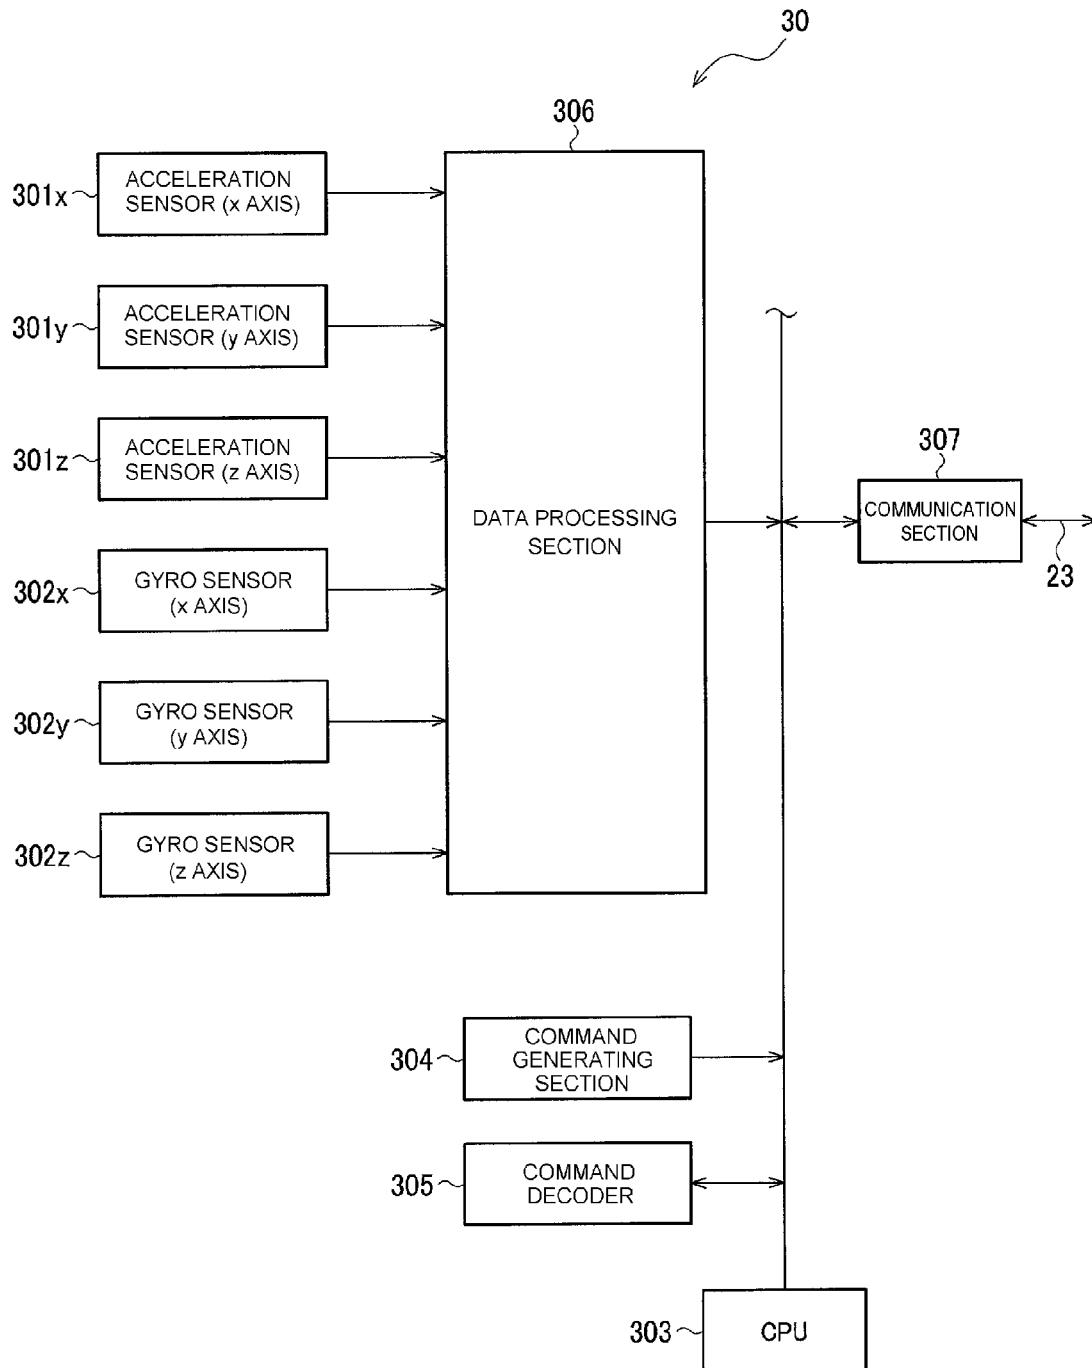 30
306
301x
ACCELERATION
SENSOR (x AXIS)
301y
ACCELERATION
SENSOR (y AXIS)
301z
ACCELERATION
SENSOR (z AXIS)
302x
GYRO SENSOR
(x AXIS)
302y
GYRO SENSOR
(y AXIS)
302z
GYRO SENSOR
(z AXIS)
DATA PROCESSING
SECTION
307
COMMUNICATION
SECTION
23
304
COMMAND
GENERATING
SECTION
305
COMMAND
DECODER
303
CPU